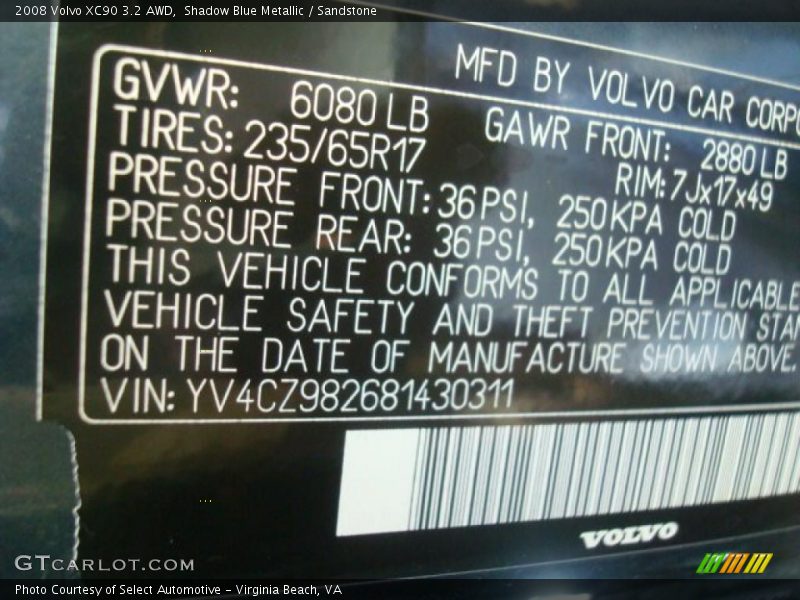 2008 Volvo XC90 3.2 AWD, Shadow Blue Metallic / Sandstone
MFD BY VOLVO CAR
GVWR: 6080 LB GAWR FRONT: 2880 LB
TIRES: 235/65R17 RIM: 7Jx17x49
PRESSURE FRONT: 36 PSI, 250 KPA COLD
PRESSURE REAR: 36 PSI, 250 KPA COLD
THIS VEHICLE CONFORMS TO ALL APPLICABLE
VEHICLE SAFETY AND THEFT PREVENTION
ON THE DATE OF MANUFACTURE SHOWN ABOVE.
VIN: YV4CZ982681430311
VOLVO
GTCARLOT.COM
Photo Courtesy of Select Automotive - Virginia Beach, VA